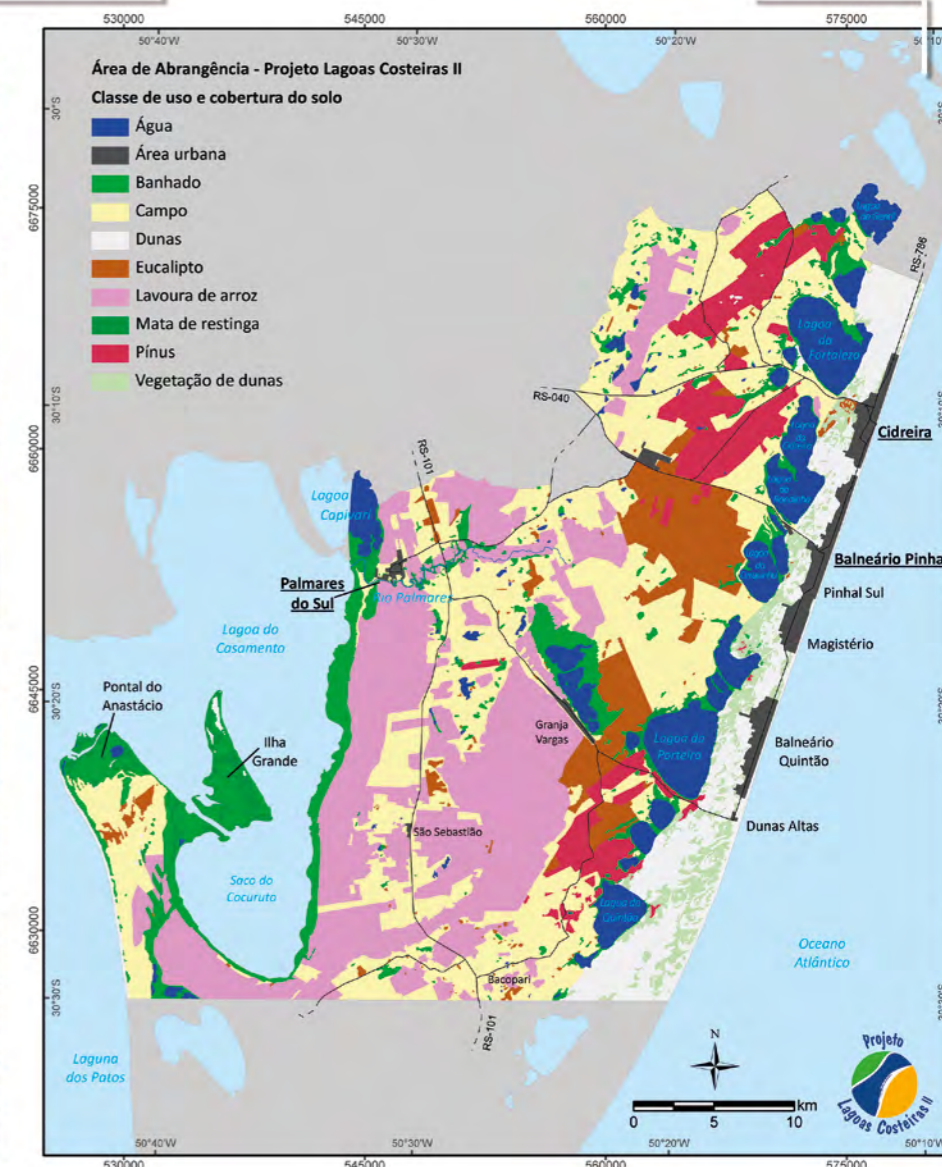 530000 545000 560000 575000
50°40'W 50°30'W 50°20'W 50°10'
Área de Abrangência - Projeto Lagoas Costeiras II
Classe de uso e cobertura do solo
Água
Área urbana
Banhado
Campo
Dunas
Eucalipto
Lavoura de arroz
Mata de restinga
Pínus
Vegetação de dunas
30°S
6675000
30°10'S
6660000
6645000
30°20'S
6630000
30°30'S
RS-786
Lagoa
da
Fortaleza
RS-040
Cidreira
RS-101
Lagoa
Capivari
Balneário Pinha
Pinhal Sul
Palmares
do Sul
Rio Palmares
Magistério
Lagoa do
Casamento
Pontal do
Anastácio
Ilha
Grande
Granja
Vargas
Lagoa da
Porteira
Balneário
Quintão
Dunas Altas
São Sebastião
Saco do
Cocuruto
Lagoa do
Quintão
Oceano
Atlântico
Bacopari
RS-101
Laguna
dos Patos
N
km
0 5 10
Projeto
Lagoas Costeiras II
50°40'W 50°30'W 50°20'W 50°10'W
530000 545000 560000 575000